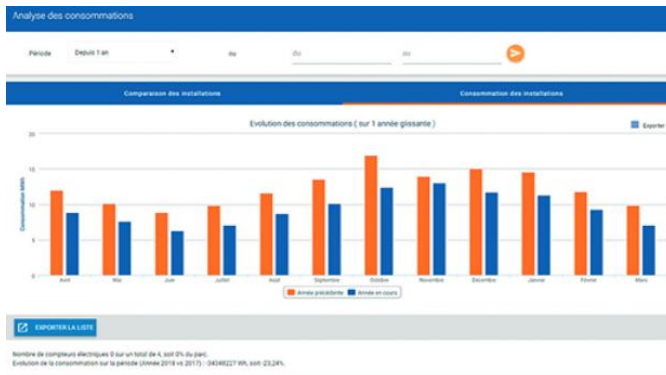 Analyse des consommations
Période Depuis 1 an ou du au
Comparaison des installations Consommation des installations
Evolution des consommations ( sur 1 année glissante )
Exporter
Consommation MWh
20
15
10
5
0
Avril Mai Juin Juillet Août Septembre Octobre Novembre Décembre Janvier Février Mars
Année précédente Année en cours
EXPORTER LA LISTE
Nombre de compteurs électriques 0 sur un total de 4, soit 0% du parc.
Evolution de la consommation sur la période (Année 2018 vs 2017) : -34346227 Wh, soit -23,24%.